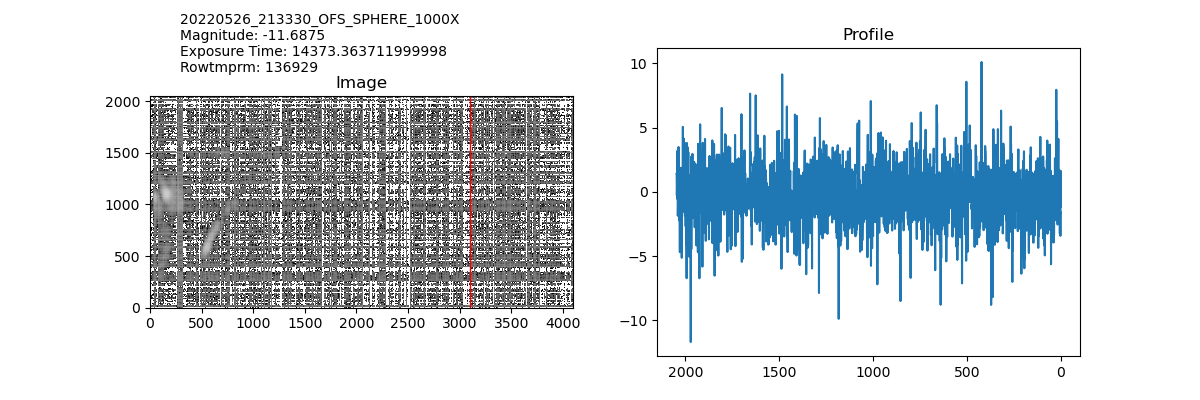 20220526_213330_OFS_SPHERE_1000X
Magnitude: -11.6875
Exposure Time: 14373.363711999998
Rowtmprm: 136929
Image
2000
1500
1000
500
0
0 500 1000 1500 2000 2500 3000 3500 4000
Profile
10
5
0
−5
−10
2000 1500 1000 500 0